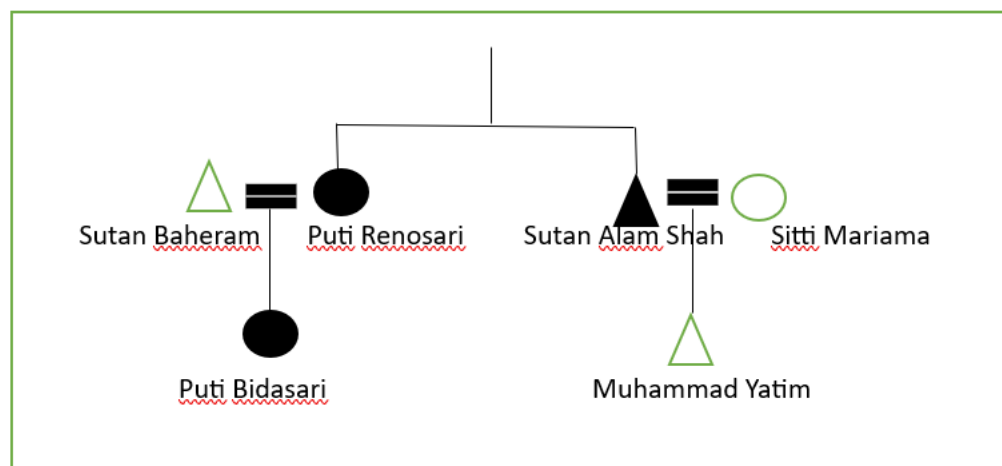 Sutan Baheram
Puti Renosari
Sutan Alam Shah
Sitti Mariama
Puti Bidasari
Muhammad Yatim